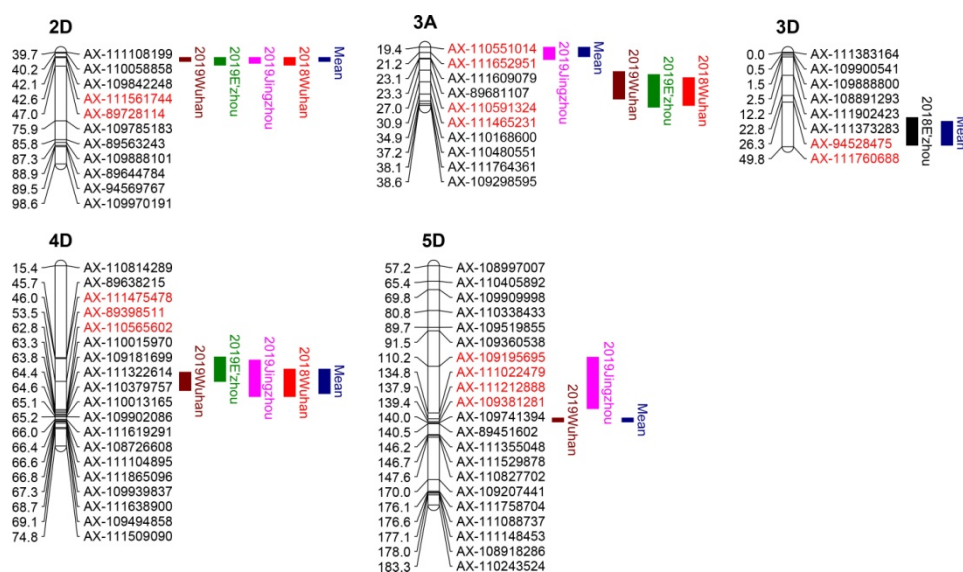 2D
39.7 AX-111108199
40.2 AX-110058858
42.1 AX-109842248
42.6 AX-111561744
47.0 AX-89728114
75.9 AX-109785183
85.8 AX-89563243
87.3 AX-109888101
88.9 AX-89644784
89.5 AX-94569767
98.6 AX-109970191
2019Wuhan
2019E'zhou
2019Jingzhou
2018Wuhan
Mean
3A
19.4 AX-110551014
21.2 AX-111652951
23.1 AX-111609079
23.3 AX-89681107
27.0 AX-110591324
30.9 AX-111465231
34.9 AX-110168600
37.2 AX-110480551
38.1 AX-111764361
38.6 AX-109298595
2019Jingzhou
Mean
2019Wuhan
2019E'zhou
2018Wuhan
3D
0.0 AX-111383164
0.5 AX-109900541
1.5 AX-109888800
2.5 AX-108891293
12.2 AX-111902423
22.8 AX-111373283
26.3 AX-94528475
49.8 AX-111760688
2018E'zhou
Mean
4D
15.4 AX-110814289
45.7 AX-89638215
46.0 AX-111475478
53.5 AX-89398511
62.8 AX-110565602
63.3 AX-110015970
63.8 AX-109181699
64.4 AX-111322614
64.6 AX-110379757
65.1 AX-110013165
65.2 AX-109902086
66.0 AX-111619291
66.4 AX-108726608
66.6 AX-111104895
66.8 AX-111865096
67.3 AX-109939837
68.7 AX-111638900
69.1 AX-109494858
74.8 AX-111509090
2019Wuhan
2019E'zhou
2019Jingzhou
2018Wuhan
Mean
5D
57.2 AX-108997007
65.4 AX-110405892
69.8 AX-109909998
80.8 AX-110338433
89.7 AX-109519855
91.5 AX-109360538
110.2 AX-109195695
134.8 AX-111022479
137.9 AX-111212888
139.4 AX-109381281
140.0 AX-109741394
140.5 AX-89451602
146.2 AX-111355048
146.7 AX-111529878
147.6 AX-110827702
170.0 AX-109207441
176.1 AX-111758704
176.6 AX-111088737
177.1 AX-111148453
178.0 AX-108918286
183.3 AX-110243524
2019Wuhan
2019Jingzhou
Mean